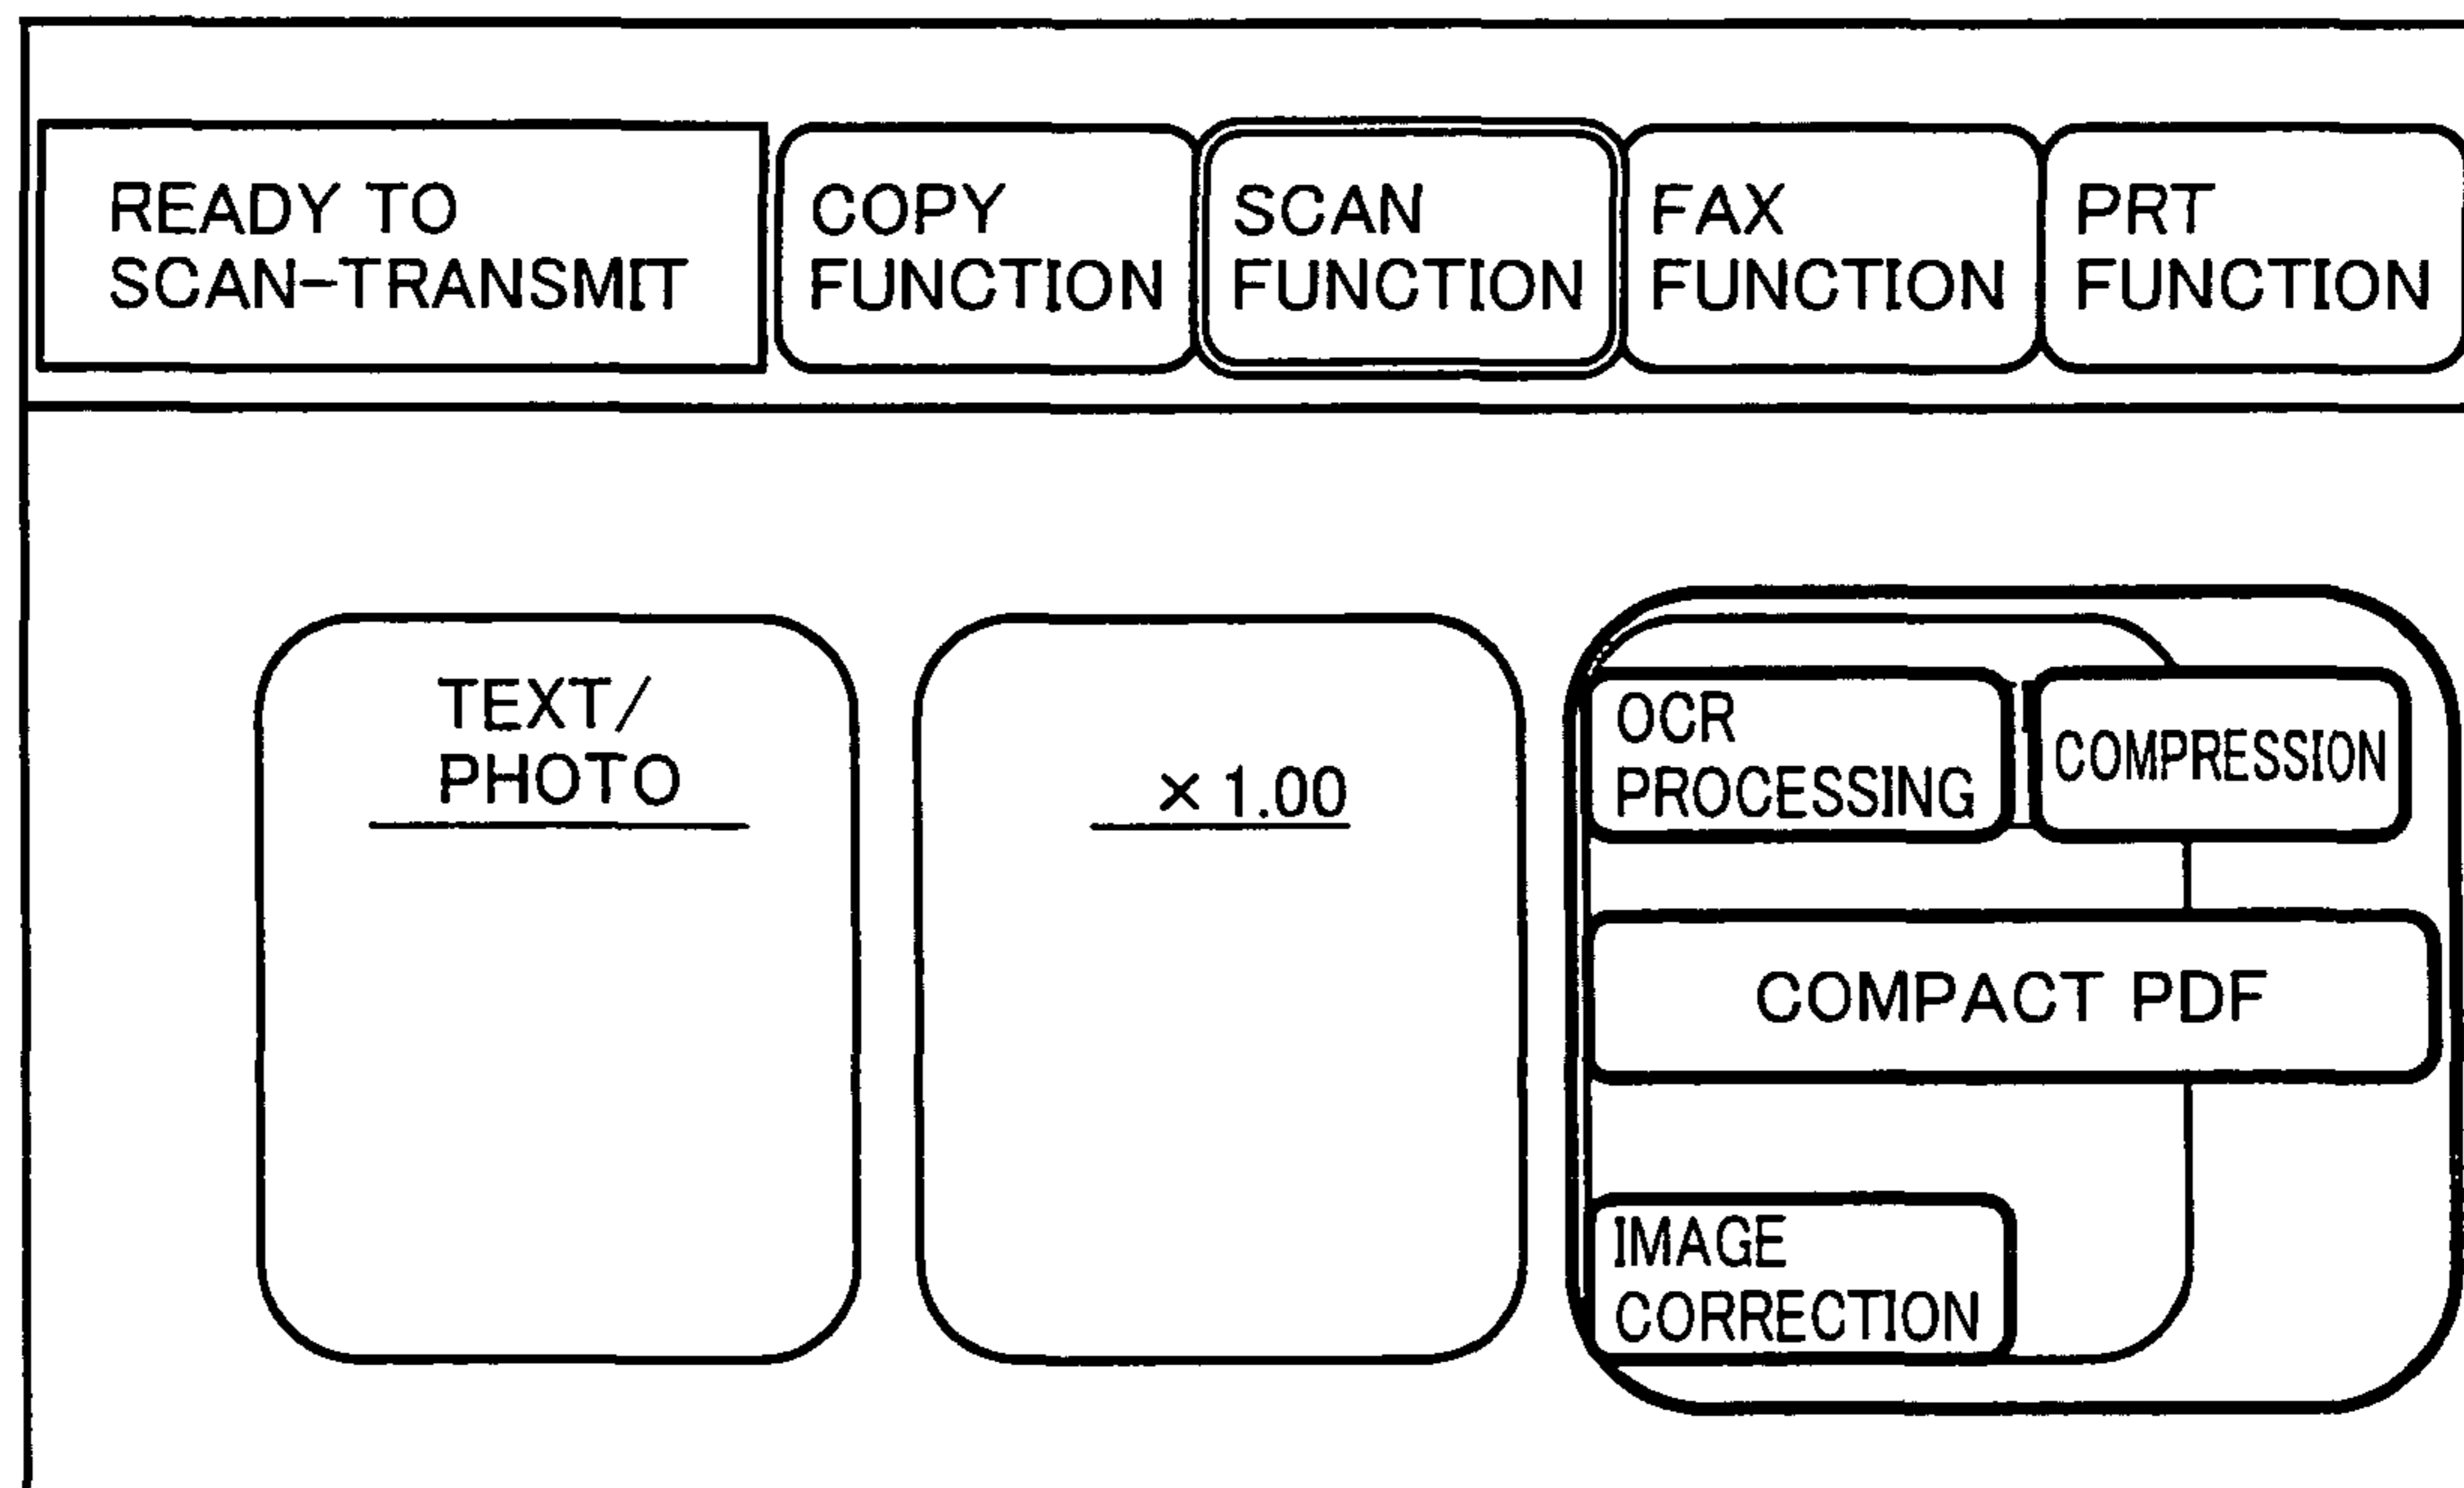 READY TO
SCAN-TRANSMIT
COPY
FUNCTION
SCAN
FUNCTION
FAX
FUNCTION
PRT
FUNCTION
TEXT/
PHOTO
× 1.00
OCR
PROCESSING
COMPRESSION
COMPACT PDF
IMAGE
CORRECTION